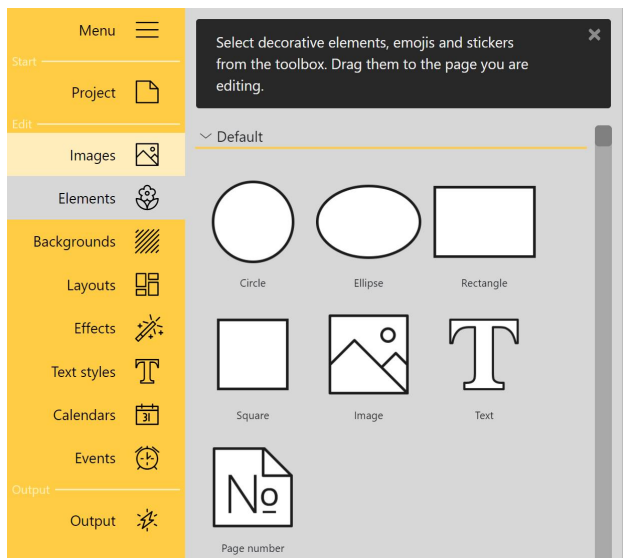 Menu
Start
Project
Edit
Images
Elements
Backgrounds
Layouts
Effects
Text styles
Calendars
31
Events
Output
Output
Select decorative elements, emojis and stickers
from the toolbox. Drag them to the page you are
editing.
Default
Circle
Ellipse
Rectangle
Square
Image
T
Text
No
Page number